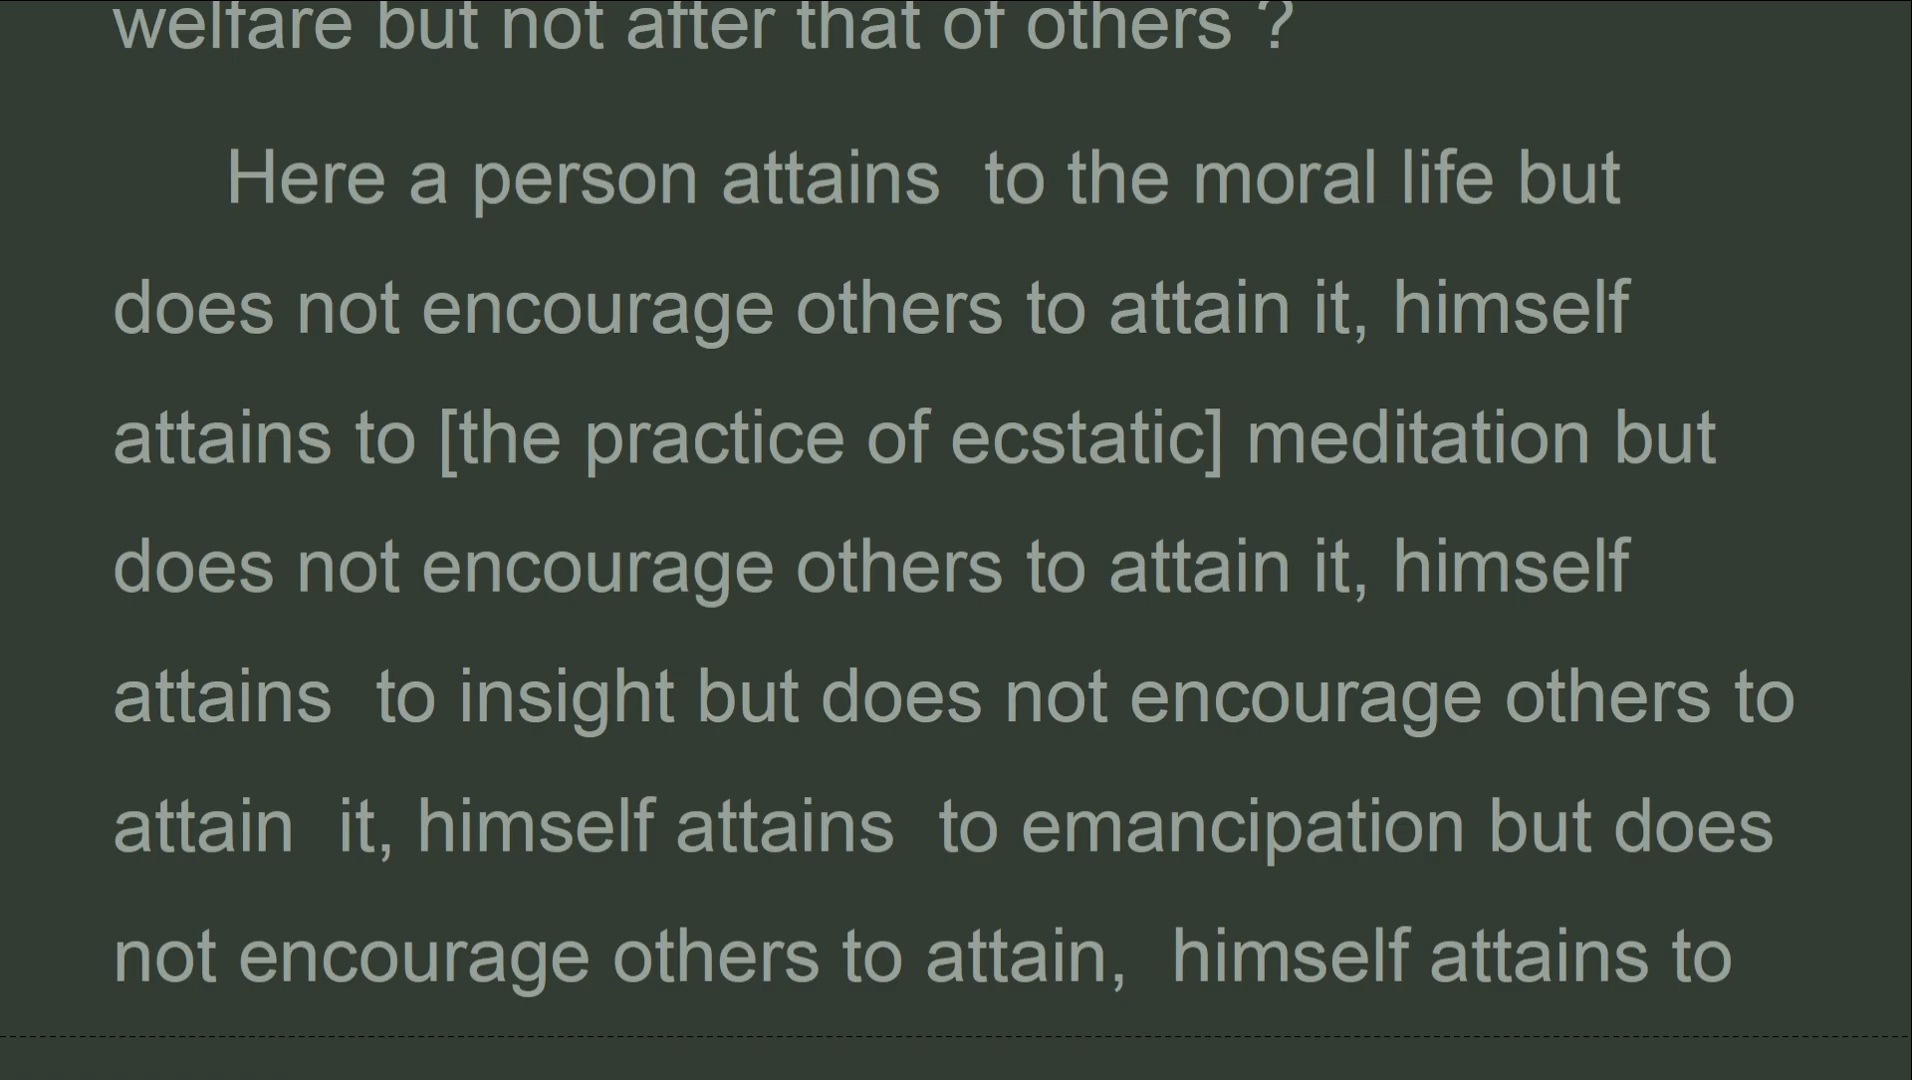 welfare but not after that of others ?
Here a person attains  to the moral life but
does not encourage others to attain it, himself
attains to [the practice of ecstatic] meditation but
does not encourage others to attain it, himself
attains  to insight but does not encourage others to
attain  it, himself attains  to emancipation but does
not encourage others to attain,  himself attains to